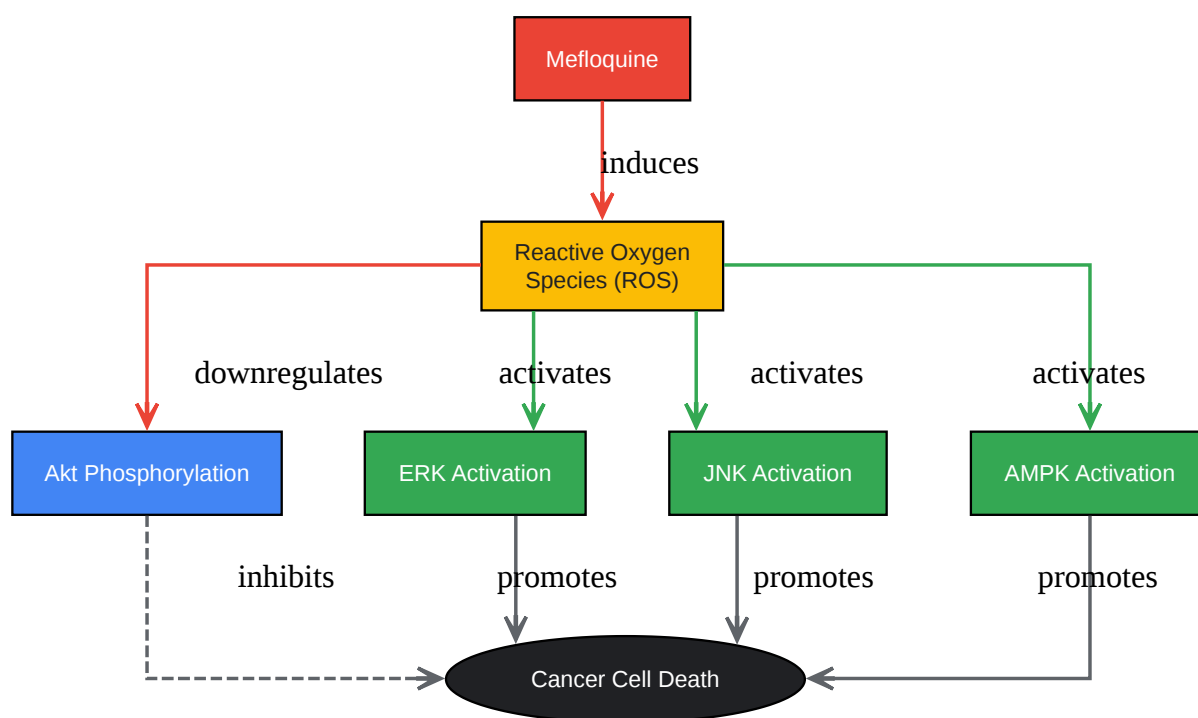 Mefloquine
induces
Reactive Oxygen
Species (ROS)
downregulates
activates
activates
activates
Akt Phosphorylation
ERK Activation
JNK Activation
AMPK Activation
inhibits
promotes
promotes
promotes
Cancer Cell Death